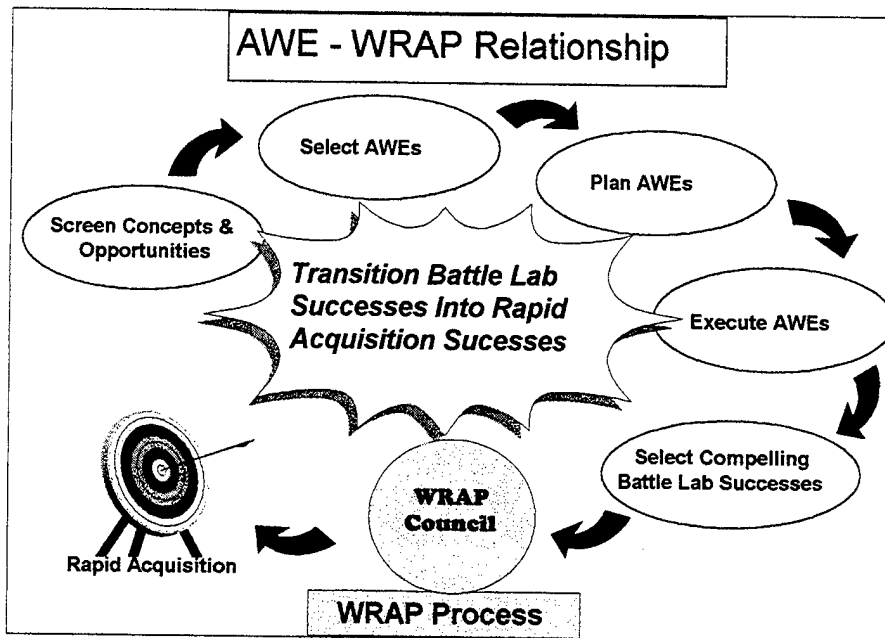 AWE - WRAP Relationship
Select AWEs
Plan AWEs
Screen Concepts &
Opportunities
Transition Battle Lab
Successes Into Rapid
Acquisition Sucesses
Execute AWEs
Select Compelling
Battle Lab Successes
WRAP
Council
Rapid Acquisition
WRAP Process